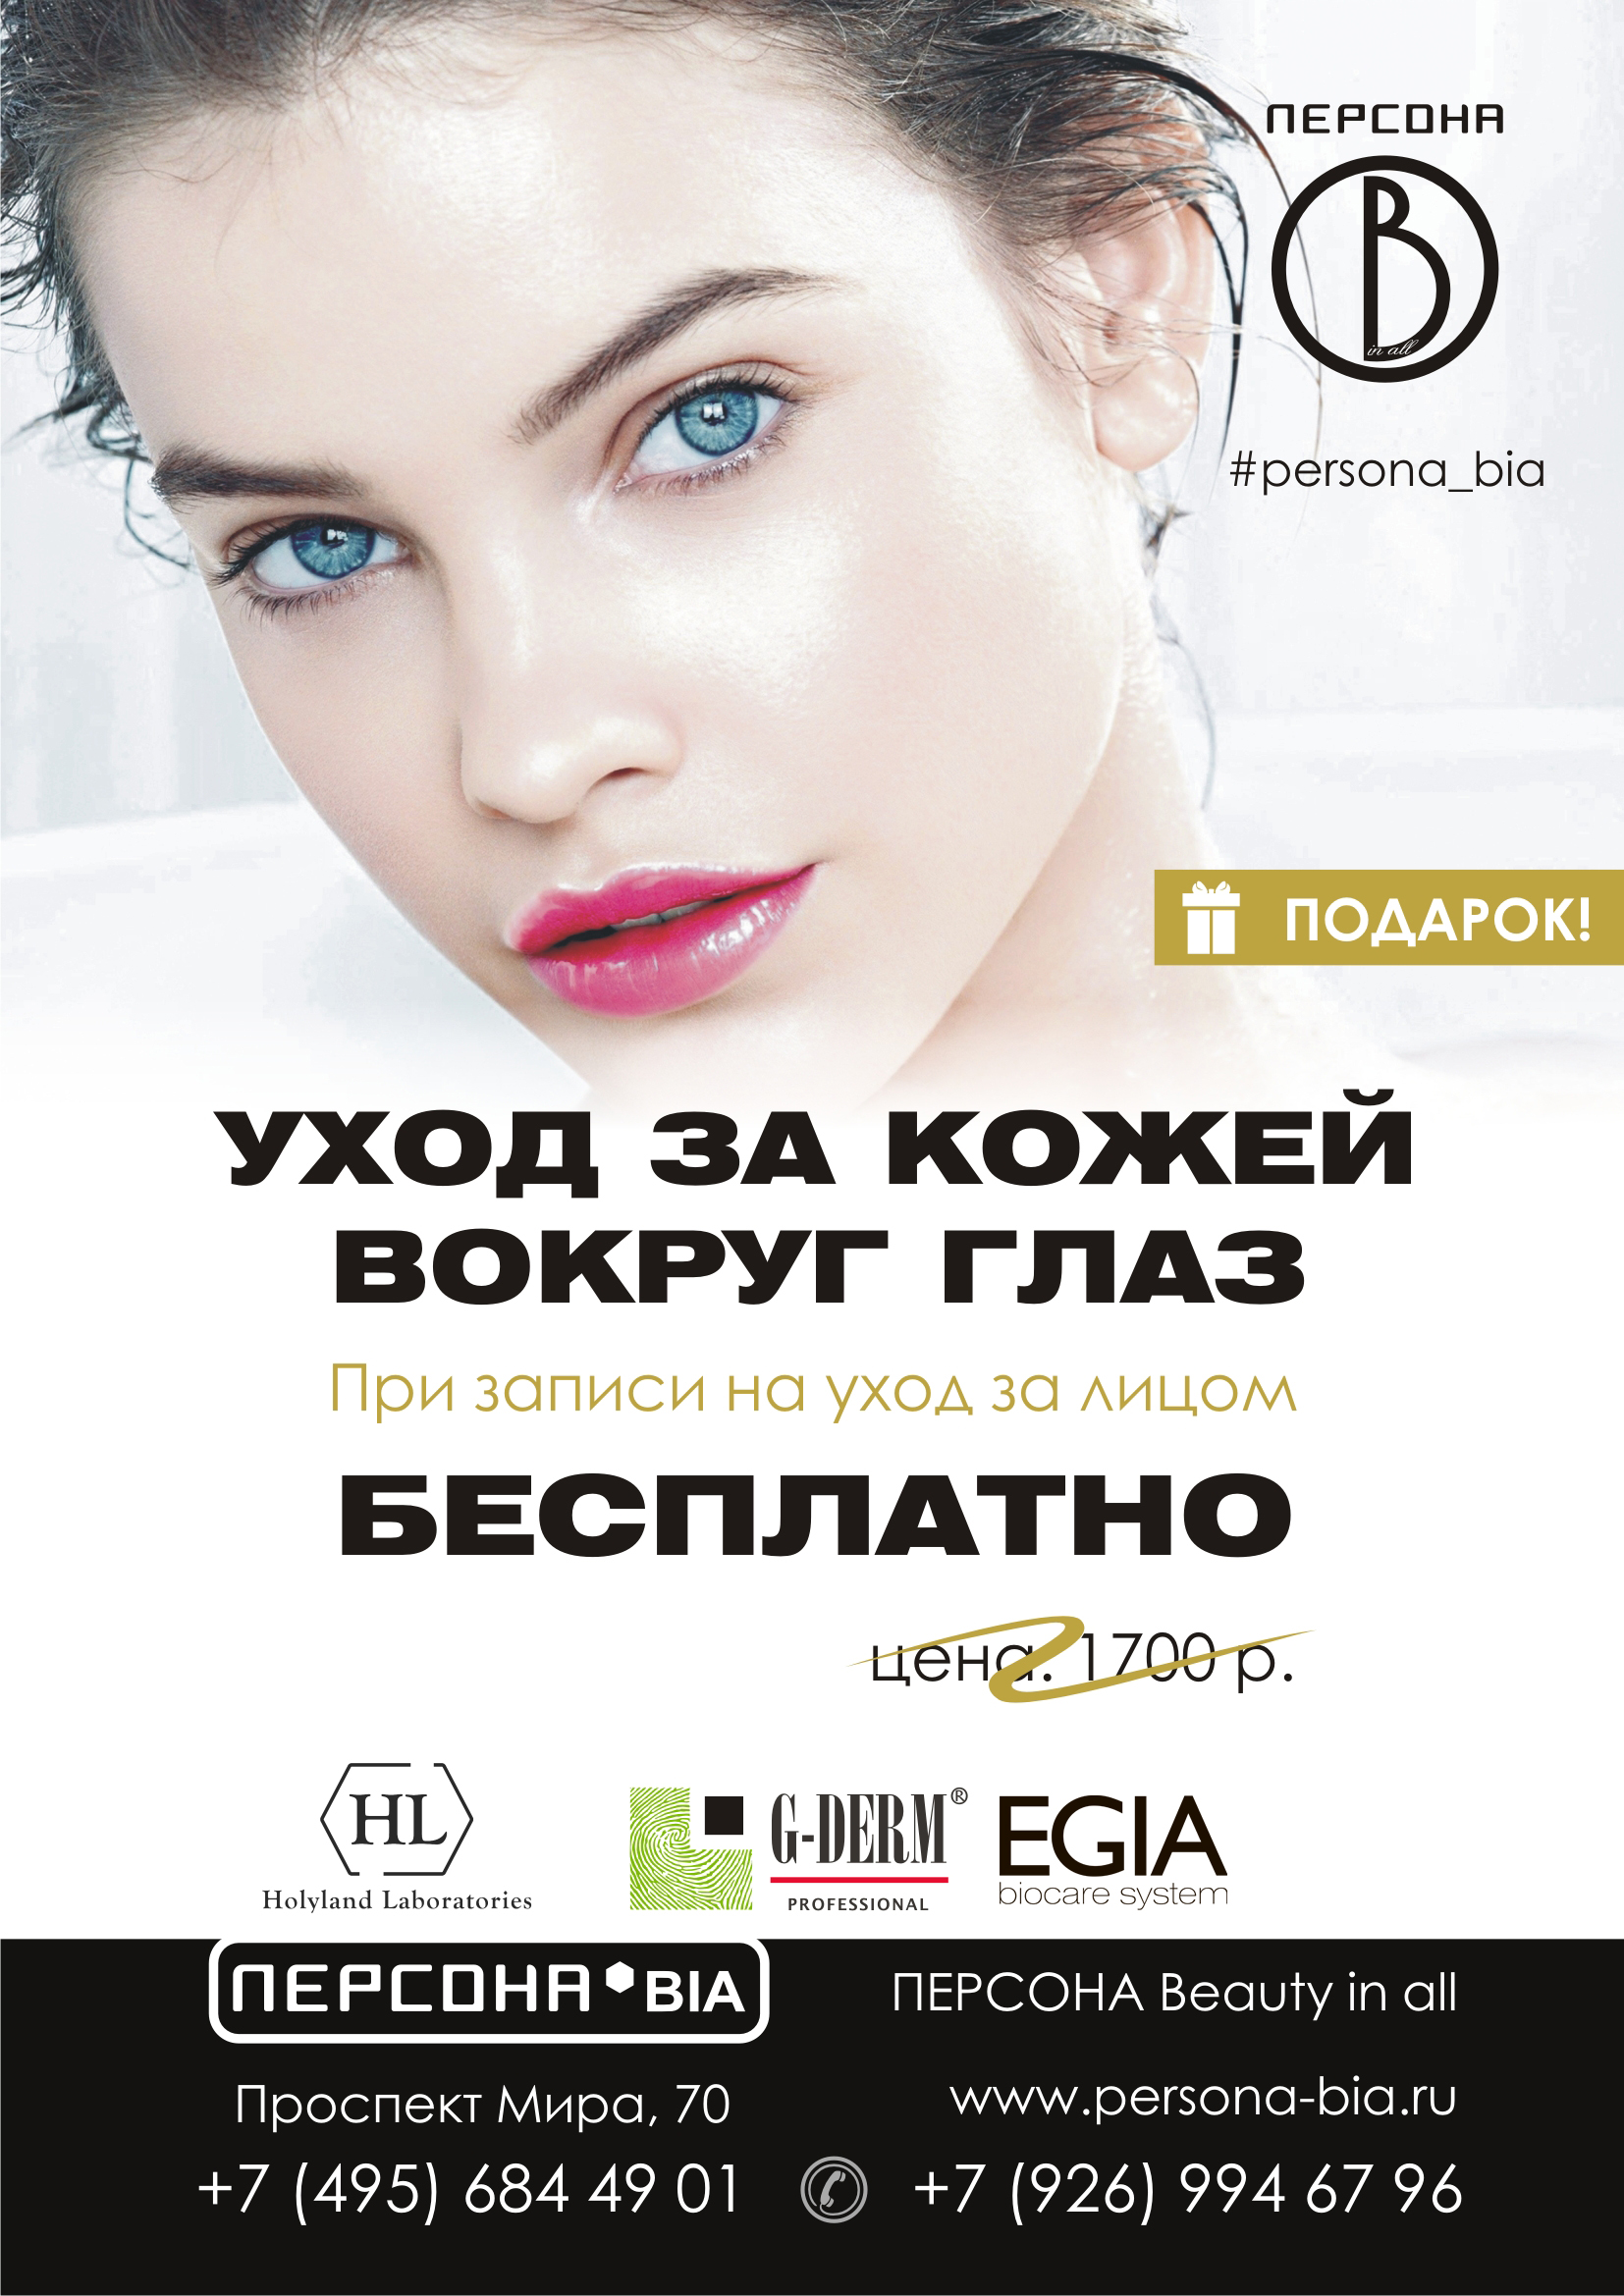 ПЕРСОНА
B
in all
#persona_bia
ПОДАРОК!
УХОД ЗА КОЖЕЙ
ВОКРУГ ГЛАЗ
При записи на уход за лицом
БЕСПЛАТНО
цена: 1700 р.
HL
Holyland Laboratories
G-DERM®
PROFESSIONAL
EGIA
biocare system
ПЕРСОНА BIA
ПЕРСОНА Beauty in all
Проспект Мира, 70
www.persona-bia.ru
+7 (495) 684 49 01
+7 (926) 994 67 96